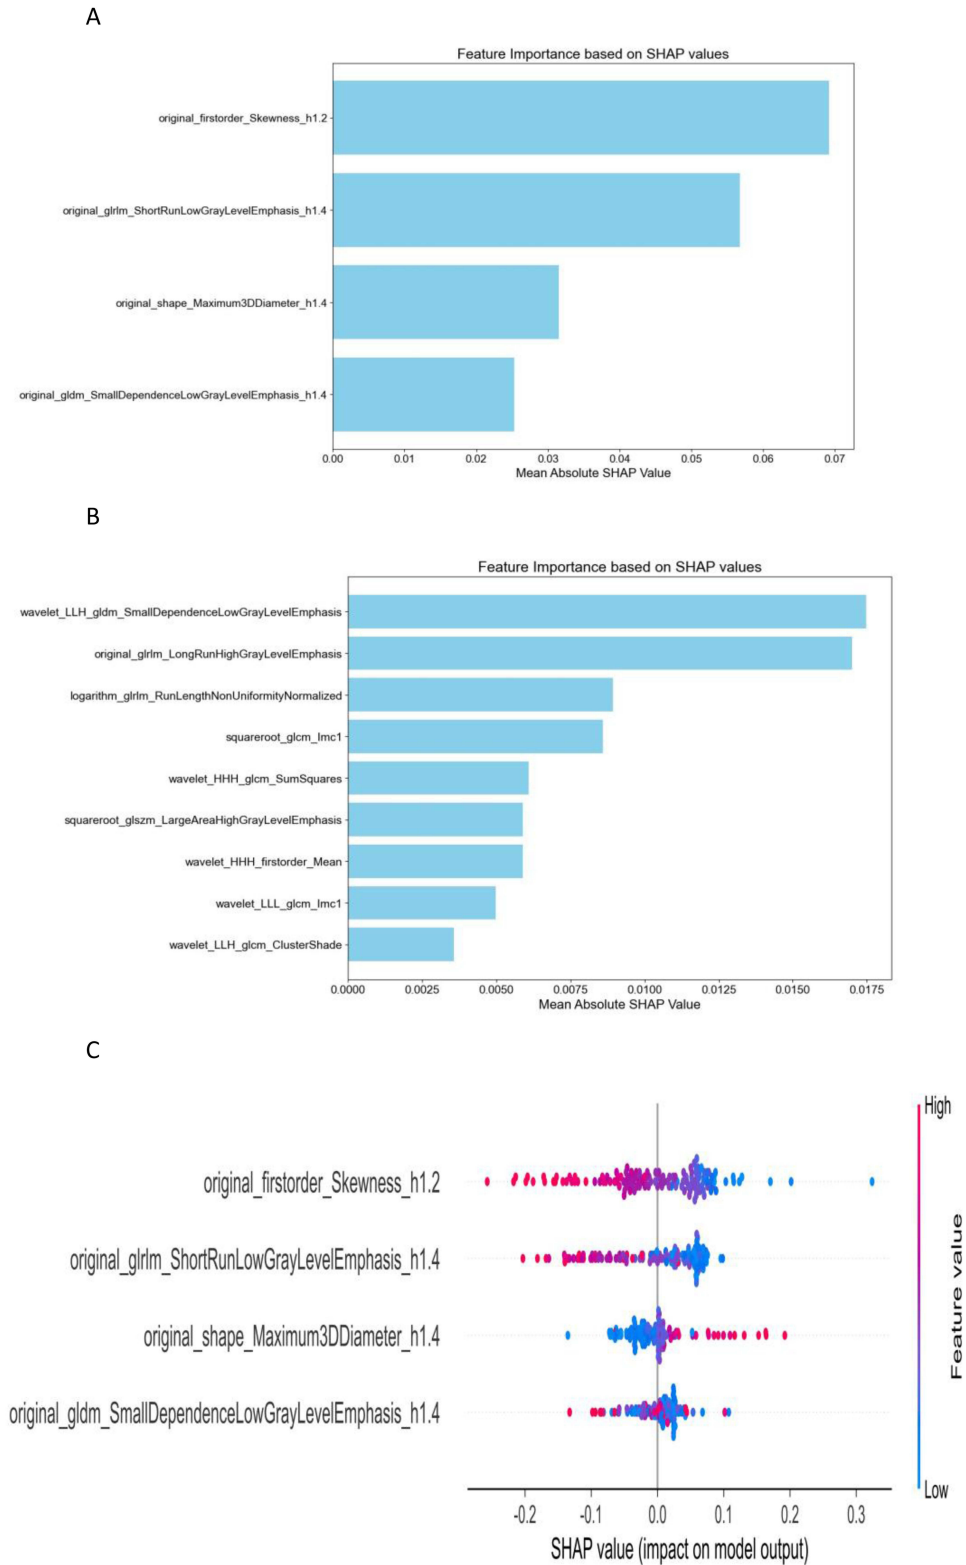 A
Feature Importance based on SHAP values
original_firstorder_Skewness_h1.2
original_glrlm_ShortRunLowGrayLevelEmphasis_h1.4
original_shape_Maximum3DDiameter_h1.4
original_gldm_SmallDependenceLowGrayLevelEmphasis_h1.4
0.00 0.01 0.02 0.03 0.04 0.05 0.06 0.07
Mean Absolute SHAP Value
B
Feature Importance based on SHAP values
wavelet_LLH_gldm_SmallDependenceLowGrayLevelEmphasis
original_glrlm_LongRunHighGrayLevelEmphasis
logarithm_glrlm_RunLengthNonUniformityNormalized
squareroot_glcm_Imc1
wavelet_HHH_glcm_SumSquares
squareroot_glszm_LargeAreaHighGrayLevelEmphasis
wavelet_HHH_firstorder_Mean
wavelet_LLL_glcm_Imc1
wavelet_LLH_glcm_ClusterShade
0.0000 0.0025 0.0050 0.0075 0.0100 0.0125 0.0150 0.0175
Mean Absolute SHAP Value
C
High
original_firstorder_Skewness_h1.2
original_glrlm_ShortRunLowGrayLevelEmphasis_h1.4
original_shape_Maximum3DDiameter_h1.4
original_gldm_SmallDependenceLowGrayLevelEmphasis_h1.4
Feature value
Low
-0.2 -0.1 0.0 0.1 0.2 0.3
SHAP value (impact on model output)